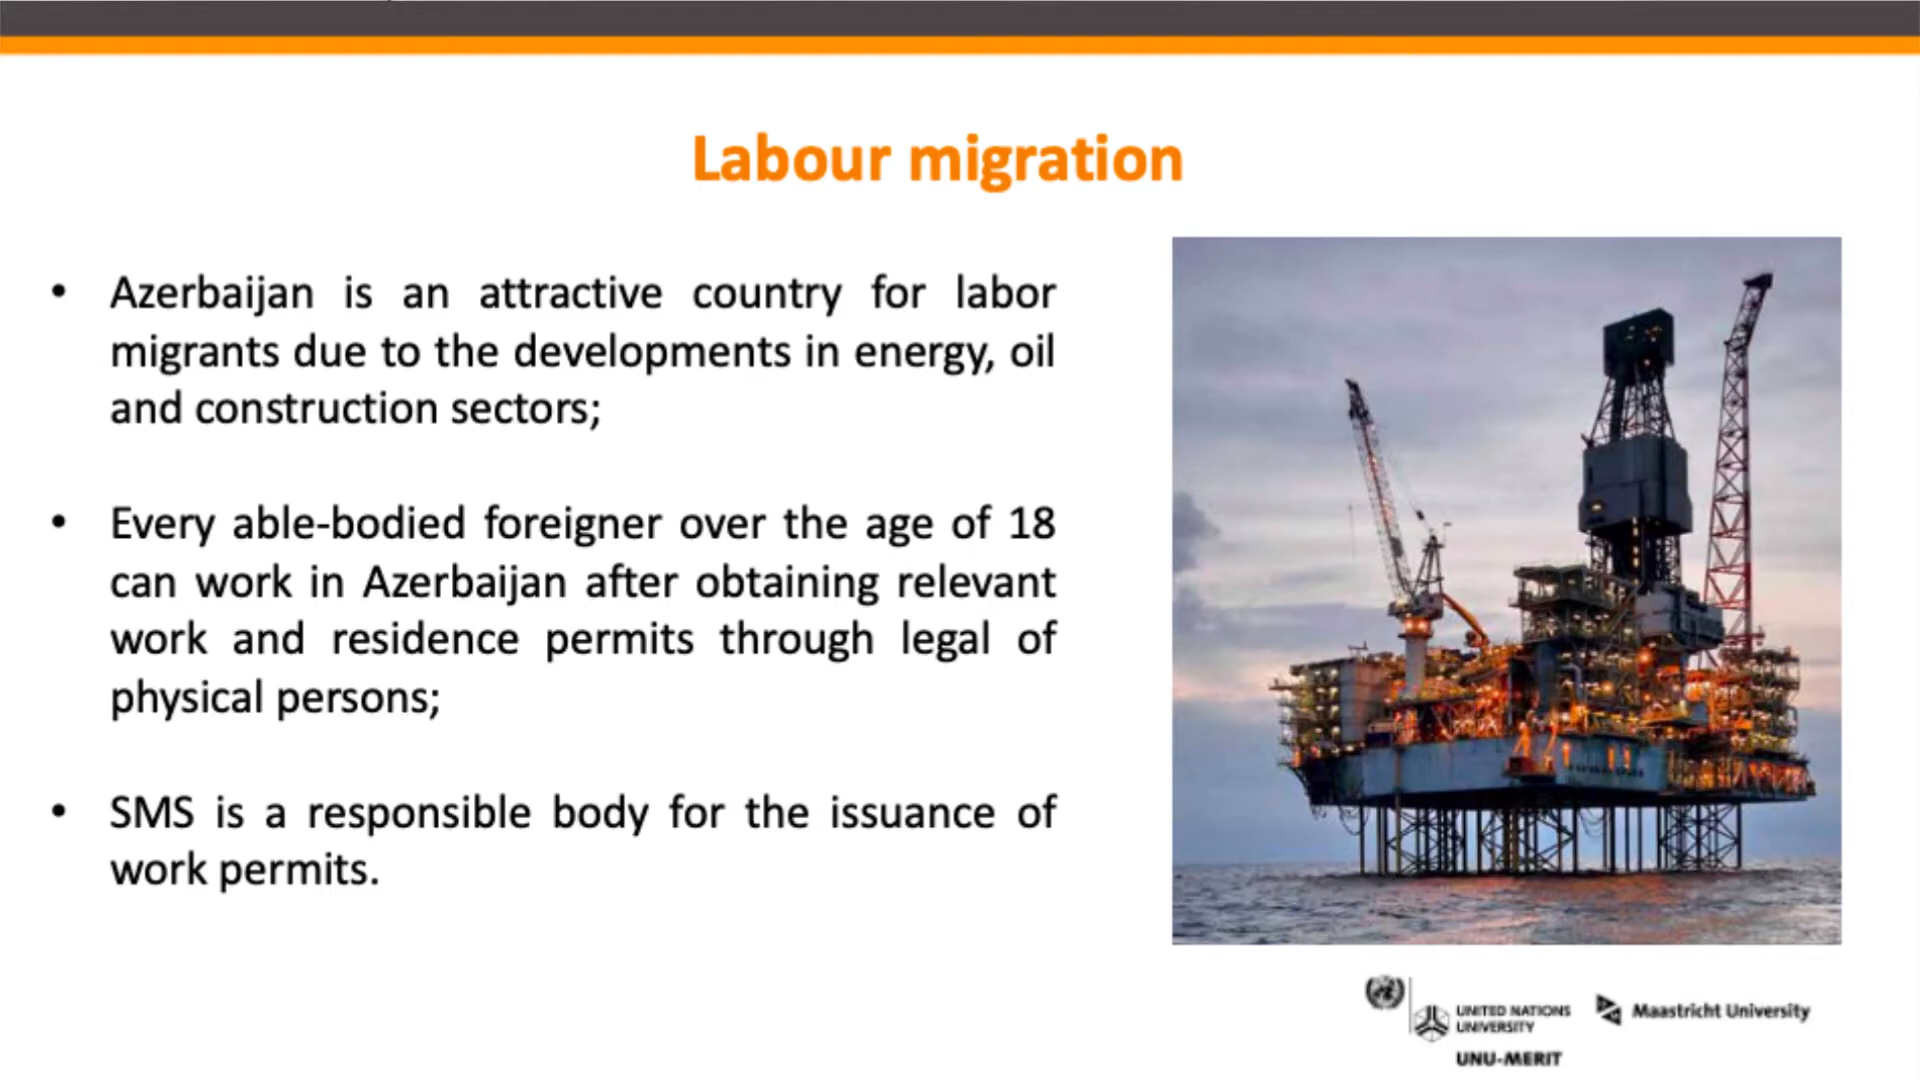 Labour migration
• Azerbaijan is an attractive country for labor
migrants due to the developments in energy, oil
and construction sectors;
• Every able-bodied foreigner over the age of 18
can work in Azerbaijan after obtaining relevant
work and residence permits through legal of
physical persons;
• SMS is a responsible body for the issuance of
work permits.
UNITED NATIONS
UNIVERSITY
UNU-MERIT
Maastricht University